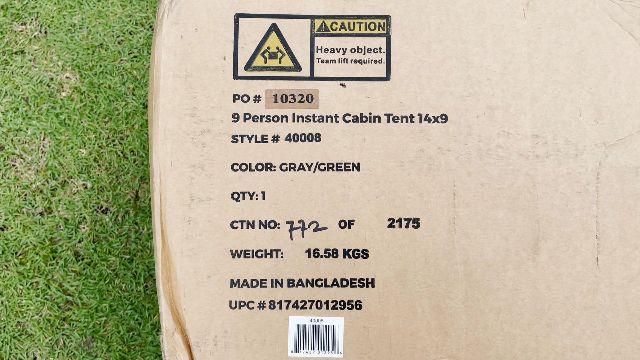 CAUTION
Heavy object.
Team lift required.
PO # 10320
9 Person Instant Cabin Tent 14x9
STYLE # 40008
COLOR: GRAY/GREEN
QTY: 1
CTN NO: 772 OF 2175
WEIGHT: 16.58 KGS
MADE IN BANGLADESH
UPC # 817427012956